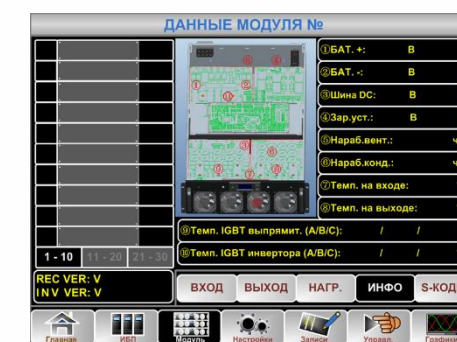 ДАННЫЕ МОДУЛЯ №
①БАТ. +: В
②БАТ. -: В
③Шина DC: В
④Зар.уст.: В
⑤Нараб.вент.: ч
⑥Нараб.конд.: ч
⑦Темп. на входе:
⑧Темп. на выходе:
⑨Темп. IGBT выпрямит. (A/B/C): / /
⑩Темп. IGBT инвертора (A/B/C): / /
1 - 10 11 - 20 21 - 30
REC VER: V
INV VER: V
ВХОД ВЫХОД НАГР. ИНФО S-КОД
Главная ИБП Модуль Настройки Записи Управл. Графики